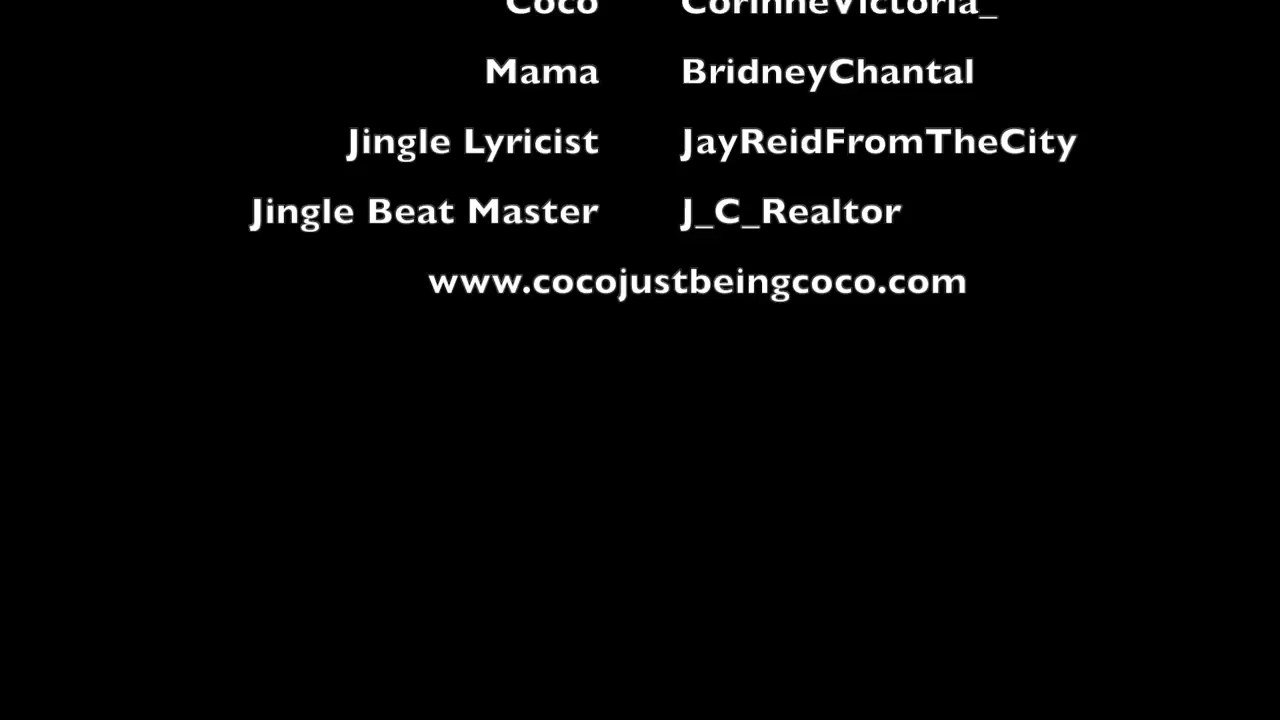 Coco CorinneVictoria_
Mama BridneyChantal
Jingle Lyricist JayReidFromTheCity
Jingle Beat Master J_C_Realtor
www.cocojustbeingcoco.com